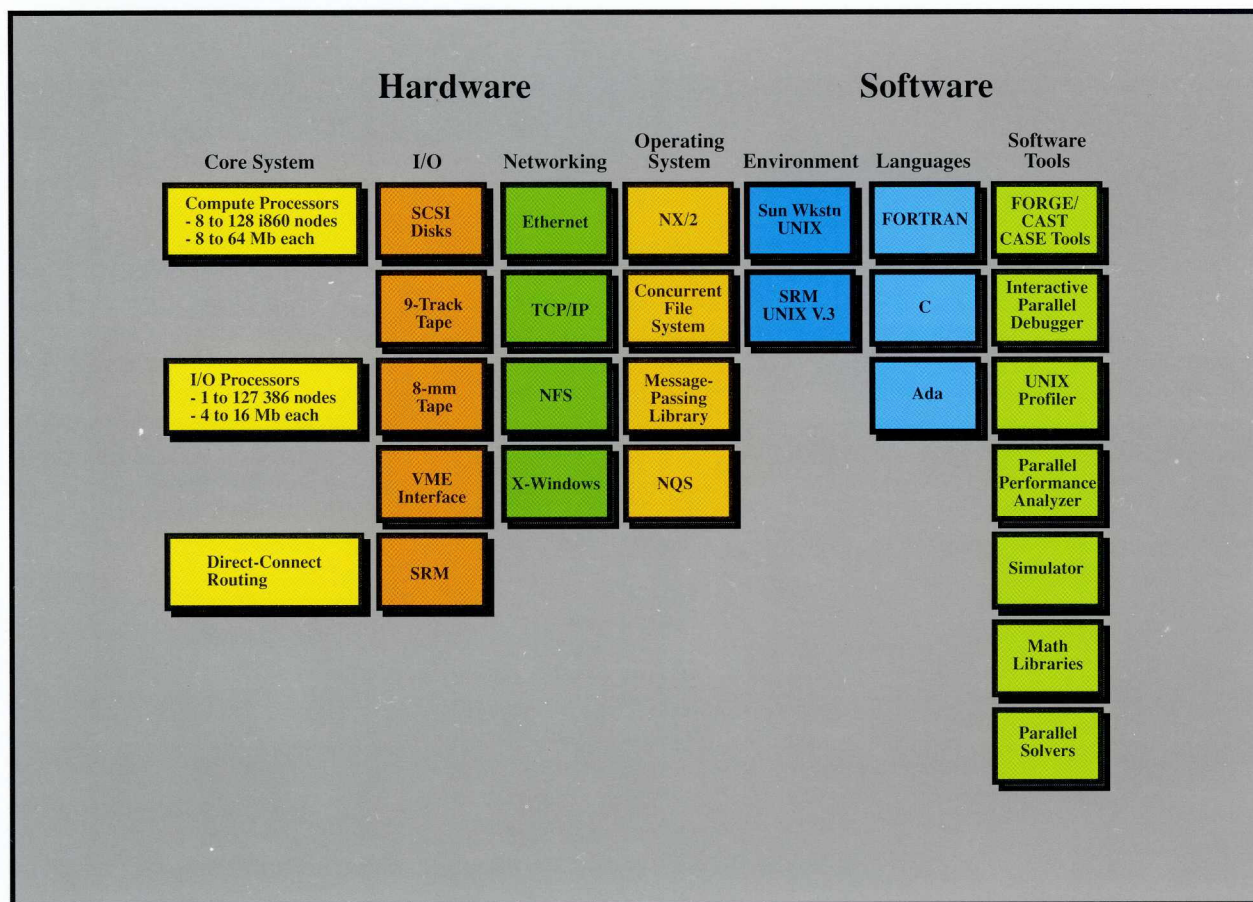 Hardware
Software
Core System
I/O
Networking
Operating
System
Environment
Languages
Software
Tools
Compute Processors
- 8 to 128 i860 nodes
- 8 to 64 Mb each
I/O Processors
- 1 to 127 386 nodes
- 4 to 16 Mb each
Direct-Connect
Routing
SCSI
Disks
9-Track
Tape
8-mm
Tape
VME
Interface
SRM
Ethernet
TCP/IP
NFS
X-Windows
NX/2
Concurrent
File
System
Message-
Passing
Library
NQS
Sun Wkstn
UNIX
SRM
UNIX V.3
FORTRAN
C
Ada
FORGE/
CAST
CASE Tools
Interactive
Parallel
Debugger
UNIX
Profiler
Parallel
Performance
Analyzer
Simulator
Math
Libraries
Parallel
Solvers